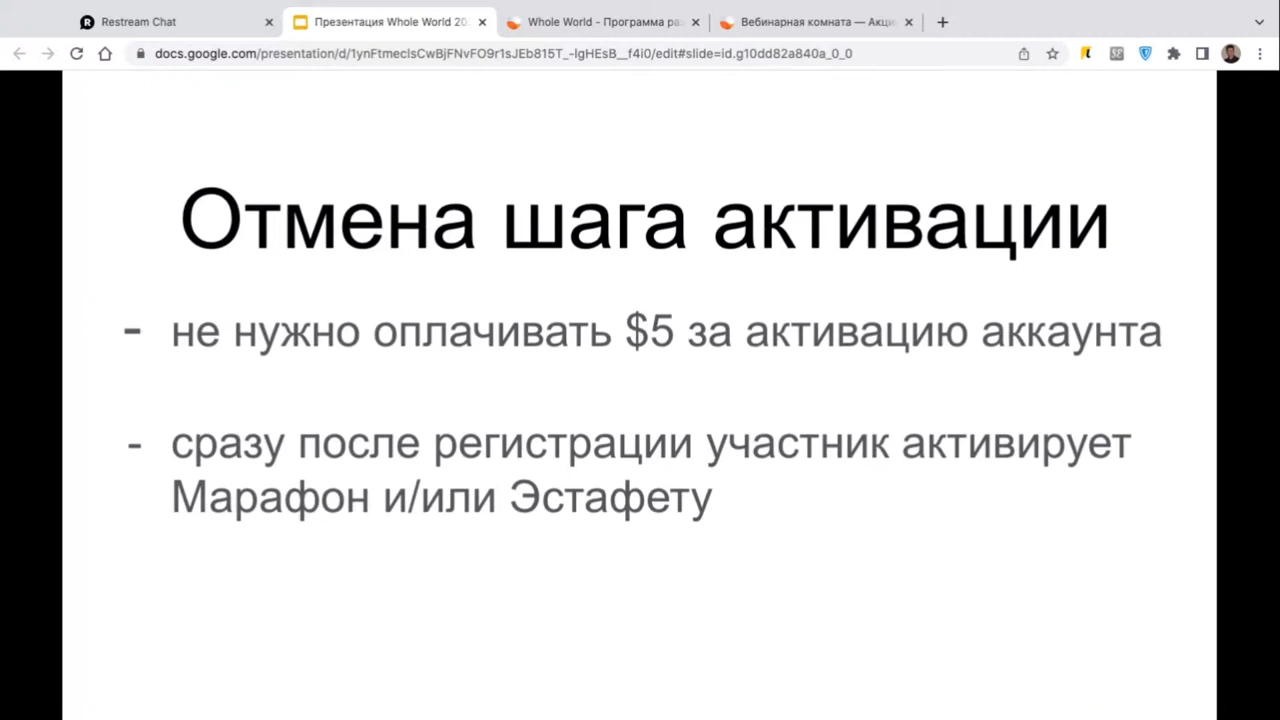 Restream Chat
Презентация Whole World 20
Whole World - Программа ра
Вебинарная комната — Акци
docs.google.com/presentation/d/1ynFtmeclsCwBjFNvFO9r1sJEb815T_-lgHEsB__f4i0/edit#slide=id.g10dd82a840a_0_0
Отмена шага активации
- не нужно оплачивать $5 за активацию аккаунта
- сразу после регистрации участник активирует
Марафон и/или Эстафету